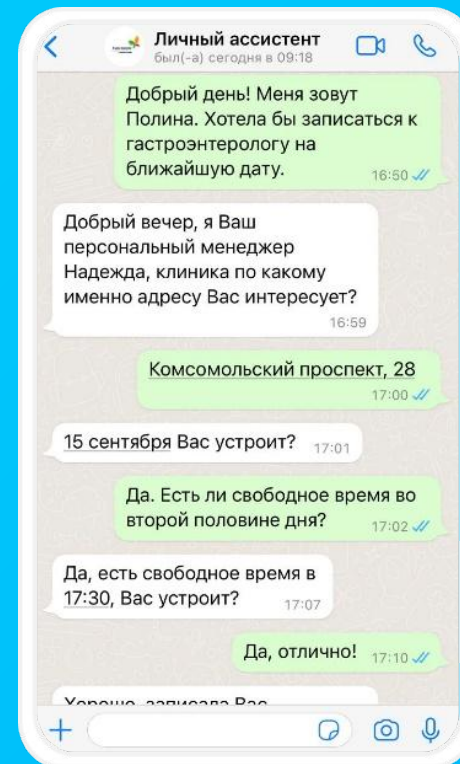 Личный ассистент
был(-а) сегодня в 09:18
Добрый день! Меня зовут
Полина. Хотела бы записаться к
гастроэнтерологу на
ближайшую дату.
16:50
Добрый вечер, я Ваш
персональный менеджер
Надежда, клиника по какому
именно адресу Вас интересует?
16:59
Комсомольский проспект, 28
17:00
15 сентября Вас устроит? 17:01
Да. Есть ли свободное время во
второй половине дня? 17:02
Да, есть свободное время в
17:30, Вас устроит? 17:07
Да, отлично! 17:10
Хорошо, записала Вас